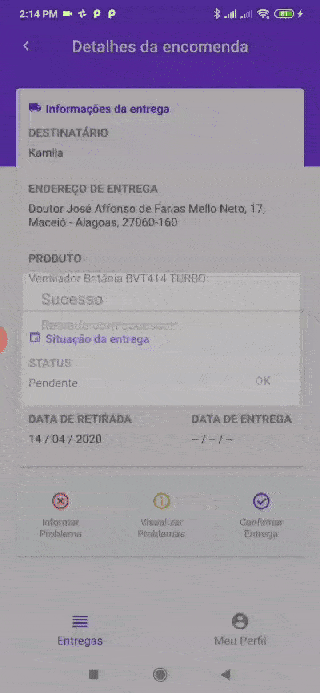 2:14 PM
Detalhes da encomenda
Informações da entrega
DESTINATÁRIO
Kamila
ENDEREÇO DE ENTREGA
Doutor José Affonso de Farias Mello Neto, 17,
Maceió - Alagoas, 27060-160
PRODUTO
Ventilador Britânia BVT414 TURBO
Sucesso
Situação da entrega
STATUS
Pendente
OK
DATA DE RETIRADA DATA DE ENTREGA
14 / 04 / 2020 -- / -- / --
Informar Visualizar Confirmar
Problema Problemas Entrega
Entregas Meu Perfil